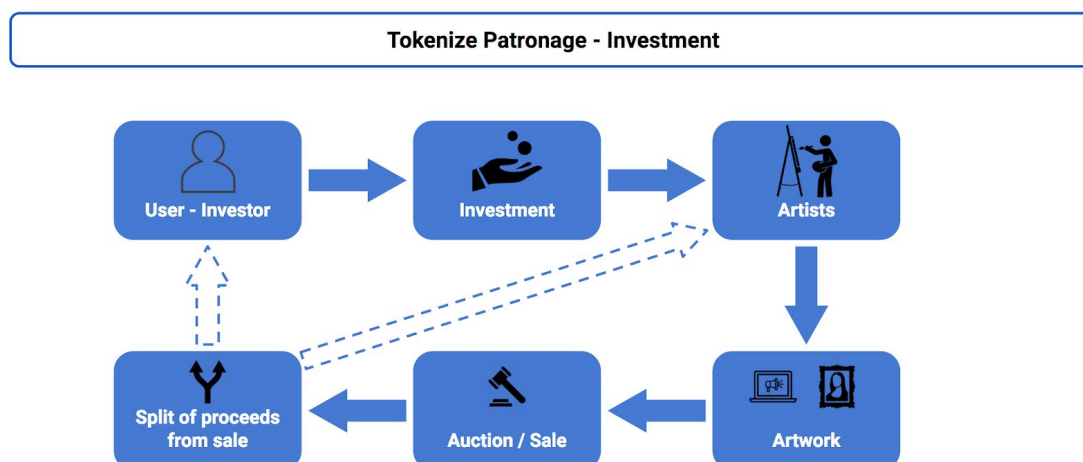 Tokenize Patronage - Investment
User - Investor
Investment
Artists
Split of proceeds
from sale
Auction / Sale
Artwork